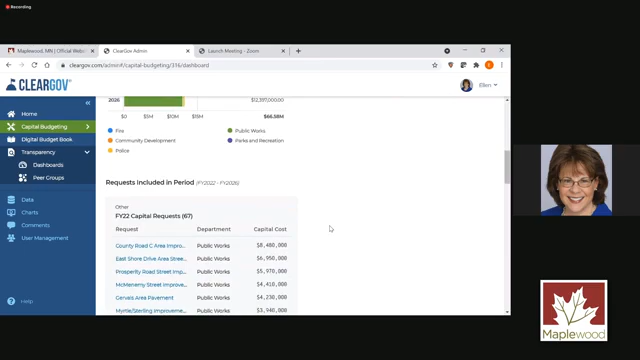 Recording
Maplewood, MN | Official Websi
ClearGov Admin
Launch Meeting - Zoom
cleargov.com/admin#/capital-budgeting/316/dashboard
CLEARGOV
Ellen
Home
Capital Budgeting
Digital Budget Book
Transparency
Dashboards
Peer Groups
Data
Charts
Comments
User Management
Help
2026
$12,397,000.00
$0 $5M $10M $15M $66.58M
Fire
Public Works
Community Development
Parks and Recreation
Police
Requests Included in Period (FY2022 - FY2026)
Other
FY22 Capital Requests (67)
Request Department Capital Cost
County Road C Area Impro... Public Works $8,480,000
East Shore Drive Area Stree... Public Works $6,950,000
Prosperity Road Street Imp... Public Works $5,970,000
McMenemy Street Improve... Public Works $4,410,000
Gervais Area Pavement Public Works $4,230,000
Myrtle/Sterling Improveme... Public Works $3,940,000
Maplewood